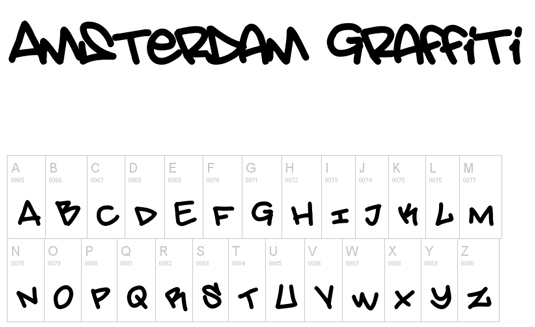 AMSTerDAM GRAffiTi
A B C D E F G H I J K L M
0065 0066 0067 0068 0069 0070 0071 0072 0073 0074 0075 0076 0077
A B C D E F G H I J K L M
N O P Q R S T U V W X Y Z
0078 0079 0080 0081 0082 0083 0084 0085 0086 0087 0088 0089 0090
N O P Q R S T U V W X Y Z